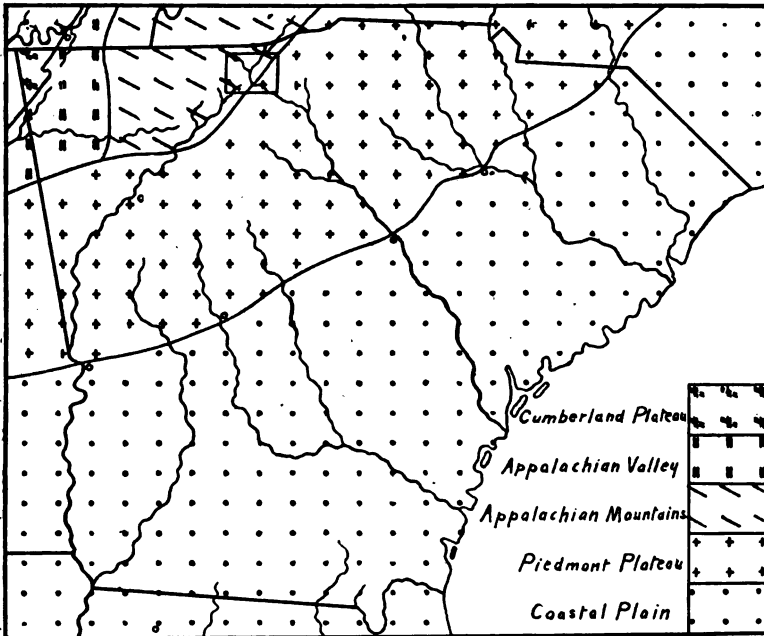 Cumberland Plateau
Appalachian Valley
Appalachian Mountains
Piedmont Plateau
Coastal Plain